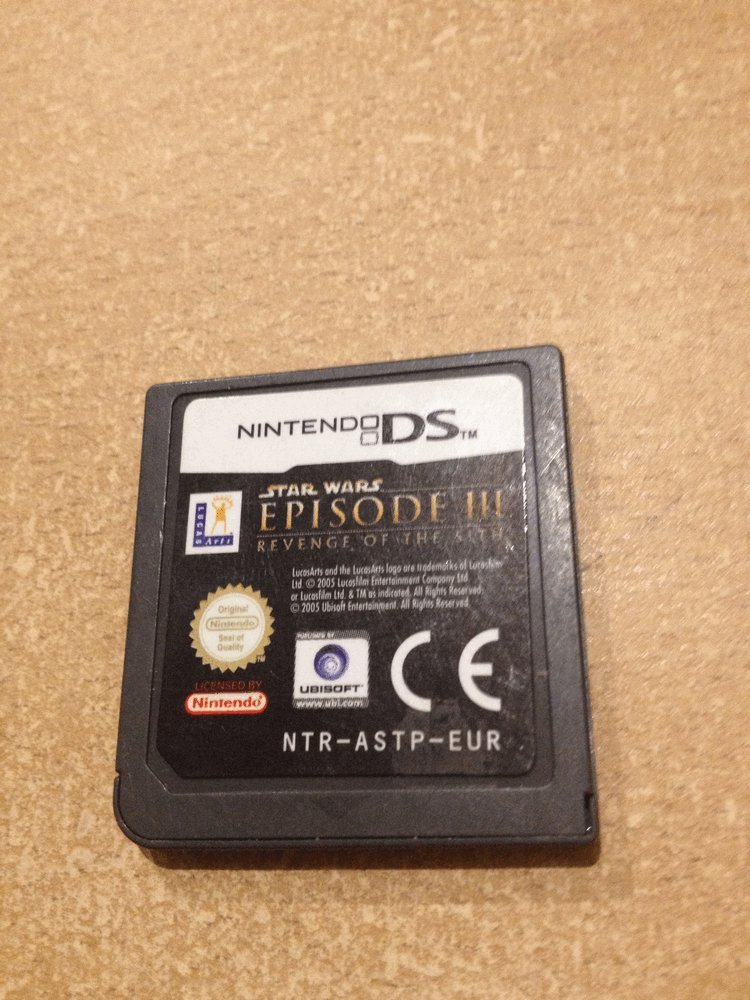 NINTENDO DS TM
STAR WARS
EPISODE III
REVENGE OF THE SITH
LUCAS
Arts
LucasArts and the LucasArts logo are trademarks of Lucasfilm
Ltd. © 2005 Lucasfilm Entertainment Company Ltd.
or Lucasfilm Ltd. & TM as indicated. All Rights Reserved.
© 2005 Ubisoft Entertainment. All Rights Reserved.
Original
Nintendo
Seal of
Quality
TM
LICENSED BY
Nintendo
PUBLISHED BY
UBISOFT
www.ubi.com
CE
NTR-ASTP-EUR